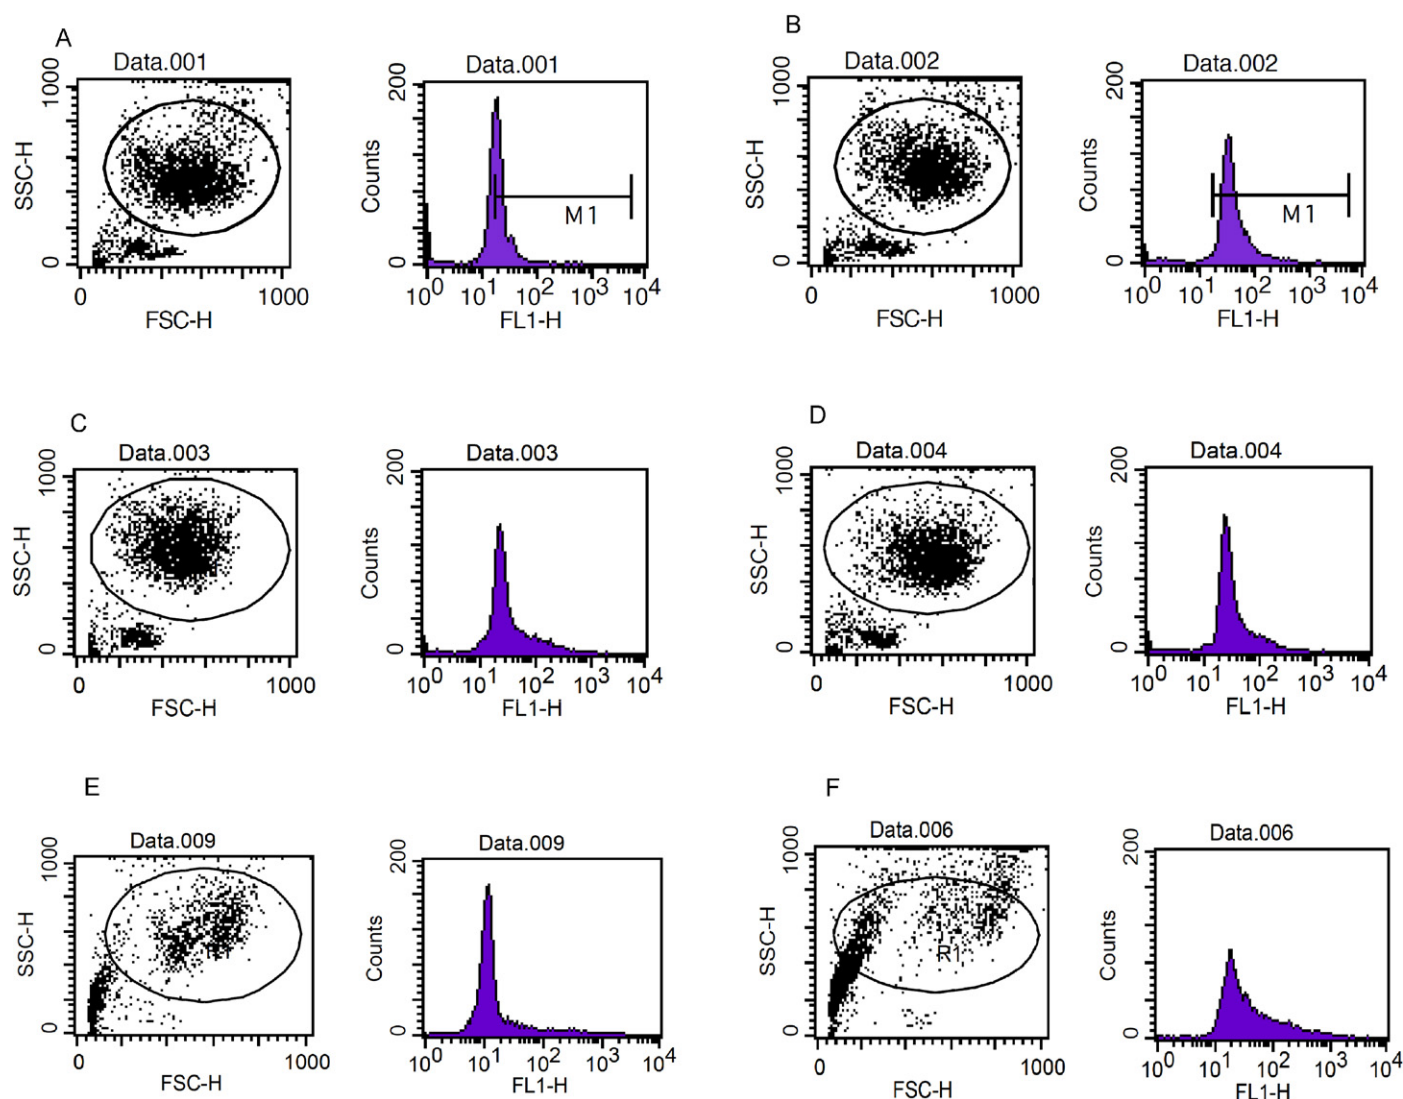 A
Data.001
1000
SSC-H
0
0 1000
FSC-H
Data.001
200
Counts
0
M1
10^0 10^1 10^2 10^3 10^4
FL1-H
B
Data.002
1000
SSC-H
0
0 1000
FSC-H
Data.002
200
Counts
0
M1
10^0 10^1 10^2 10^3 10^4
FL1-H
C
Data.003
1000
SSC-H
0
0 1000
FSC-H
Data.003
200
Counts
0
10^0 10^1 10^2 10^3 10^4
FL1-H
D
Data.004
1000
SSC-H
0
0 1000
FSC-H
Data.004
200
Counts
0
10^0 10^1 10^2 10^3 10^4
FL1-H
E
Data.009
1000
SSC-H
0
0 1000
FSC-H
Data.009
200
Counts
0
10^0 10^1 10^2 10^3 10^4
FL1-H
F
Data.006
1000
SSC-H
0
R1
0 1000
FSC-H
Data.006
200
Counts
0
10^0 10^1 10^2 10^3 10^4
FL1-H